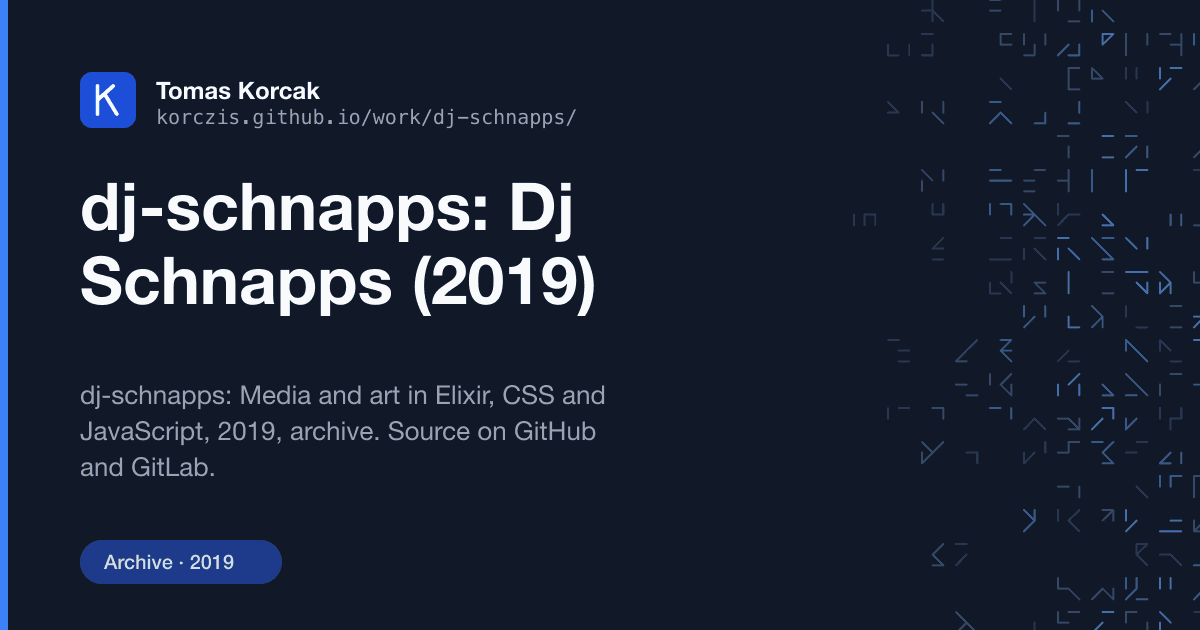 K
Tomas Korcak
korczis.github.io/work/dj-schnapps/
dj-schnapps: Dj
Schnapps (2019)
dj-schnapps: Media and art in Elixir, CSS and
JavaScript, 2019, archive. Source on GitHub
and GitLab.
Archive · 2019